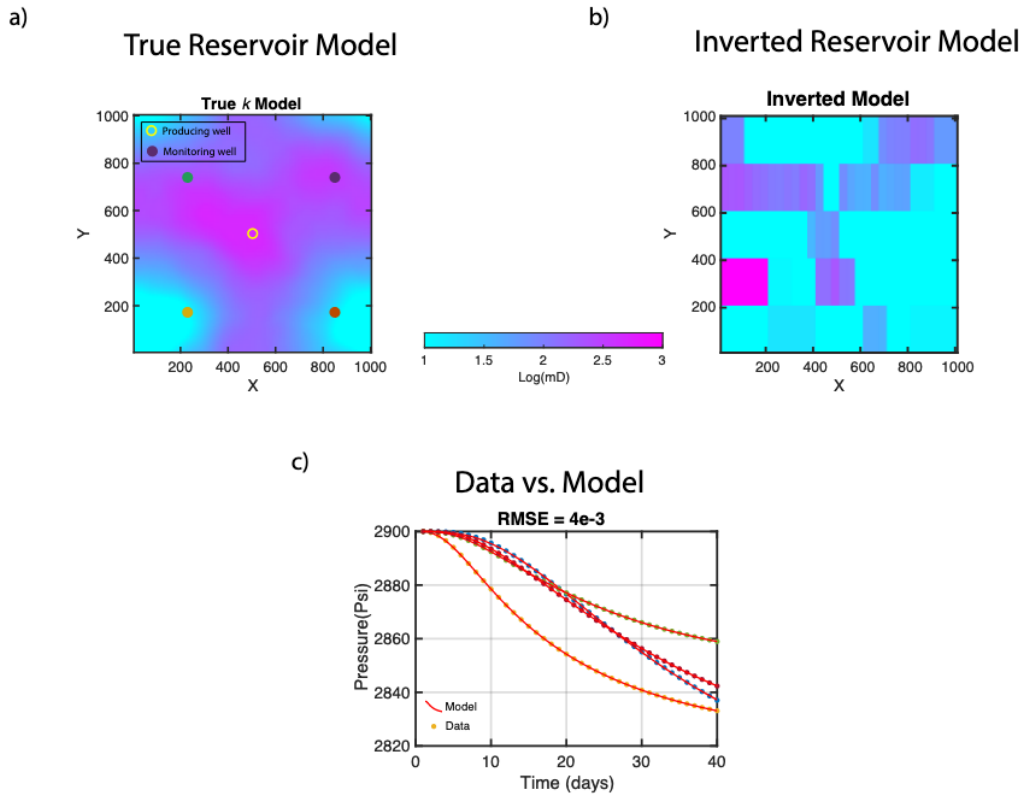 a)
True Reservoir Model
True k Model
1000
800
600
400
200
Y
Producing well
Monitoring well
200 400 600 800 1000
X
b)
Inverted Reservoir Model
Inverted Model
1000
800
600
400
200
Y
200 400 600 800 1000
X
1 1.5 2 2.5 3
Log(mD)
c)
Data vs. Model
RMSE = 4e-3
2900
2880
2860
2840
2820
Pressure(Psi)
Model
Data
0 10 20 30 40
Time (days)